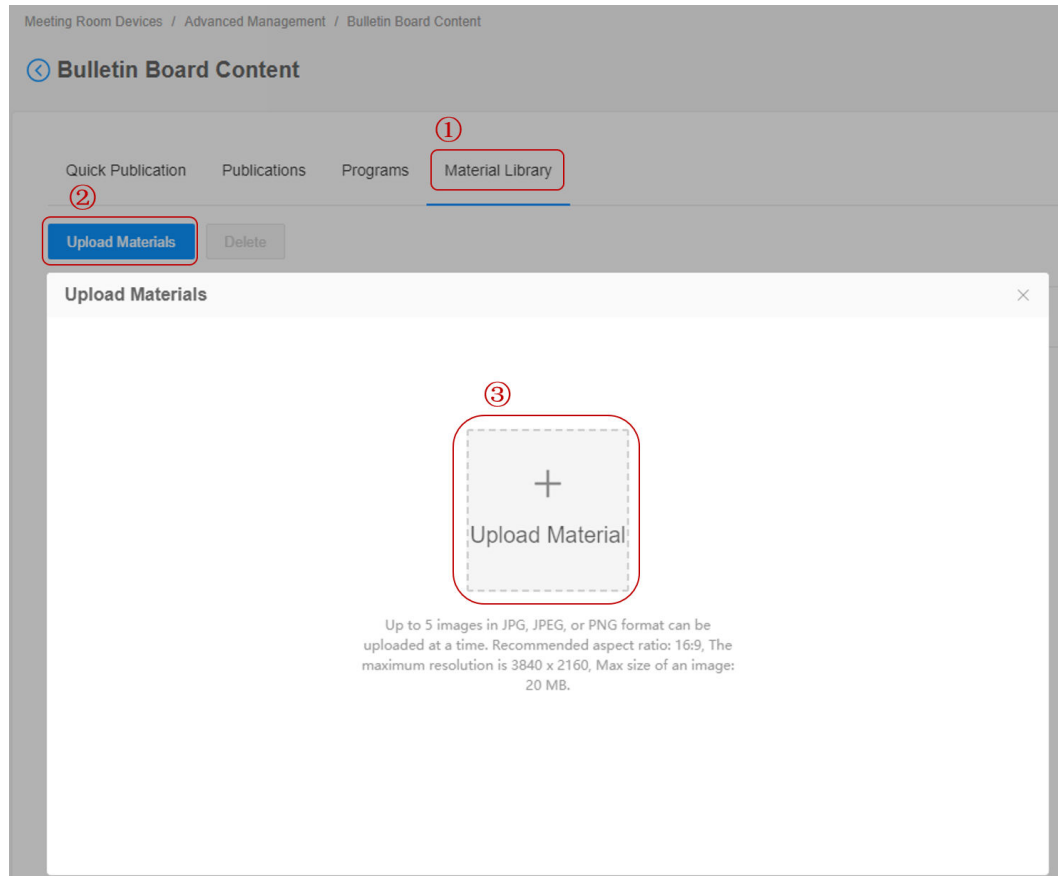 Meeting Room Devices / Advanced Management / Bulletin Board Content
Bulletin Board Content
①
Quick Publication Publications Programs Material Library
②
Upload Materials Delete
Upload Materials
③
Upload Material
Up to 5 images in JPG, JPEG, or PNG format can be
uploaded at a time. Recommended aspect ratio: 16:9, The
maximum resolution is 3840 x 2160, Max size of an image:
20 MB.